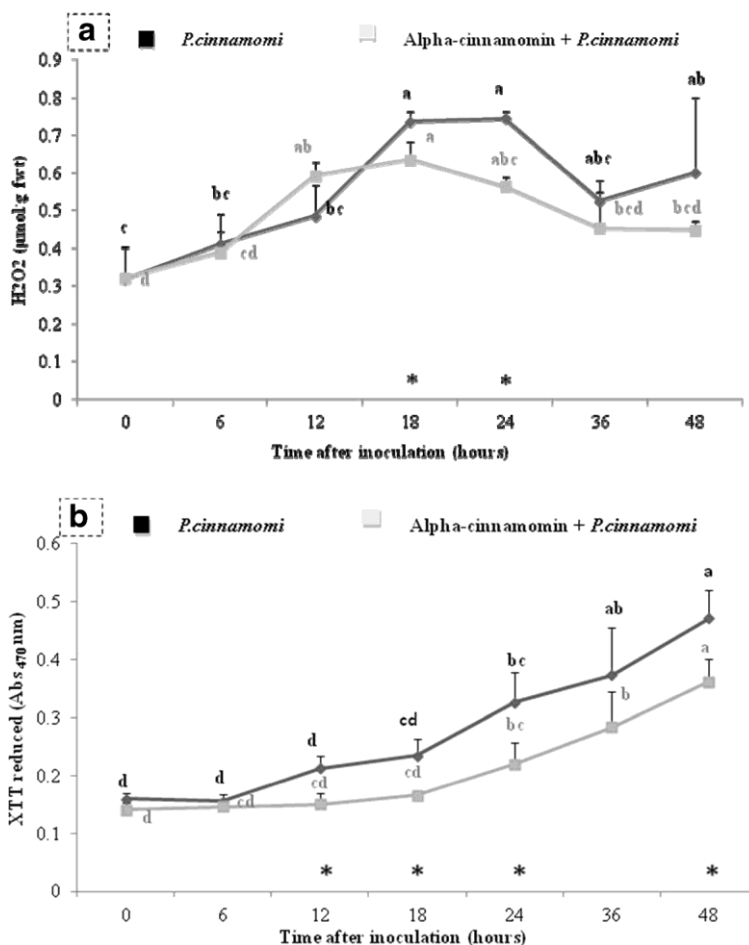 a
P.cinnamomi
Alpha-cinnamomin + P.cinnamomi
0.9
0.8
0.7
0.6
0.5
0.4
0.3
0.2
0.1
0
H2O2 (µmol·g fwt)
c
bc
bc
a
a
abc
ab
d
cd
ab
a
abc
bcd
bcd
* *
0 6 12 18 24 36 48
Time after inoculation (hours)
b
P.cinnamomi
Alpha-cinnamomin + P.cinnamomi
0.6
0.5
0.4
0.3
0.2
0.1
0
XTT reduced (Abs470nm)
d
d
d
cd
bc
ab
a
d
cd
cd
cd
bc
b
a
* * * *
0 6 12 18 24 36 48
Time after inoculation (hours)